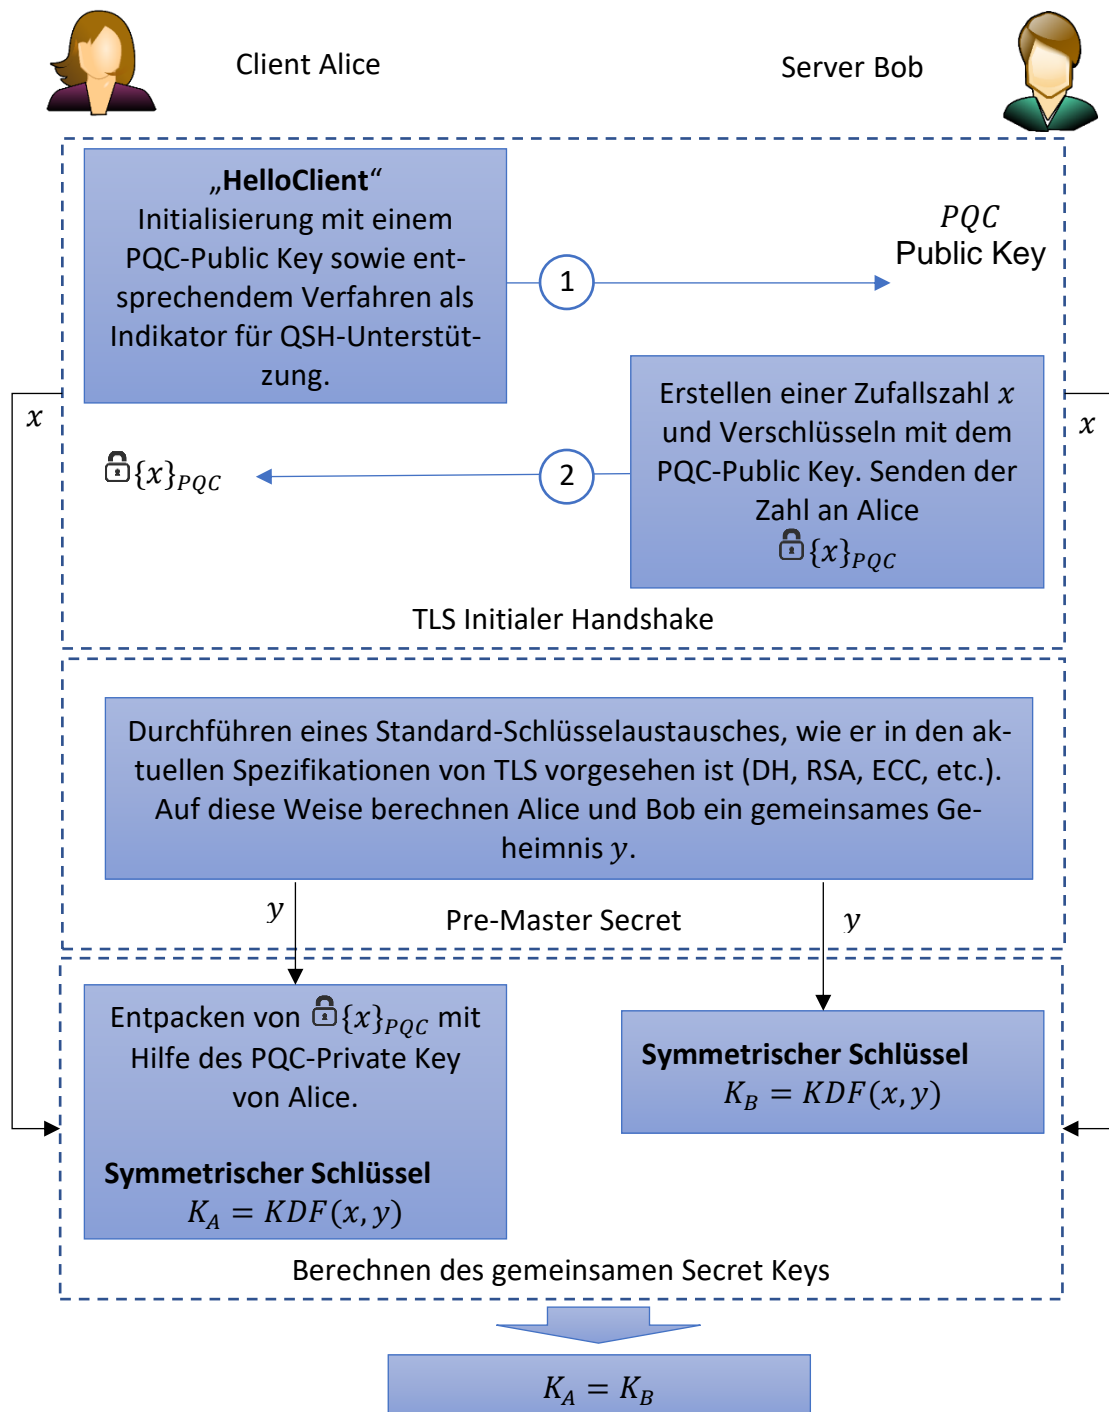 Client Alice
Server Bob
„HelloClient“
Initialisierung mit einem
PQC-Public Key sowie ent-
sprechendem Verfahren als
Indikator für QSH-Unterstüt-
zung.
1
PQC
Public Key
x
x
Erstellen einer Zufallszahl x
und Verschlüsseln mit dem
PQC-Public Key. Senden der
Zahl an Alice
{x}PQC
2
{x}PQC
TLS Initialer Handshake
Durchführen eines Standard-Schlüsselaustausches, wie er in den ak-
tuellen Spezifikationen von TLS vorgesehen ist (DH, RSA, ECC, etc.).
Auf diese Weise berechnen Alice und Bob ein gemeinsames Ge-
heimnis y.
y
Pre-Master Secret
y
Entpacken von {x}PQC mit
Hilfe des PQC-Private Key
von Alice.
Symmetrischer Schlüssel
K_A = KDF(x, y)
Symmetrischer Schlüssel
K_B = KDF(x, y)
Berechnen des gemeinsamen Secret Keys
K_A = K_B